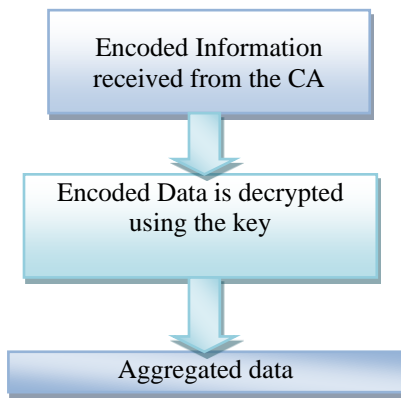 Encoded Information
received from the CA
Encoded Data is decrypted
using the key
Aggregated data